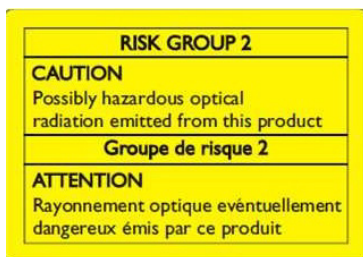 RISK GROUP 2
CAUTION
Possibly hazardous optical
radiation emitted from this product
Groupe de risque 2
ATTENTION
Rayonnement optique evéntuellement
dangereux émis par ce produit